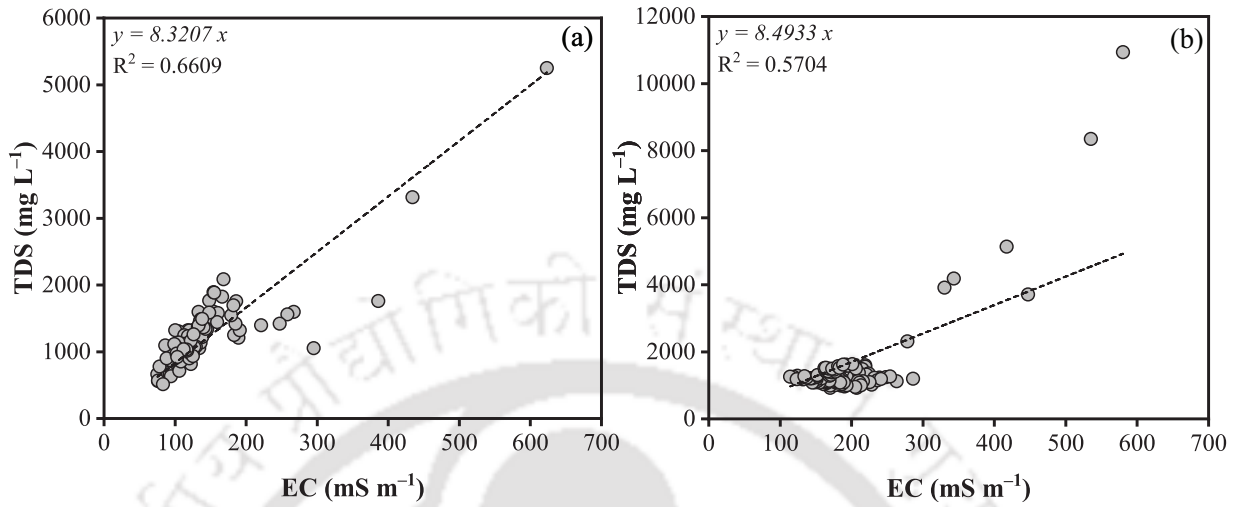 6000
5000
4000
3000
2000
1000
0
0 100 200 300 400 500 600 700
TDS (mg L⁻¹)
EC (mS m⁻¹)
y = 8.3207 x
R² = 0.6609
(a)
12000
10000
8000
6000
4000
2000
0
0 100 200 300 400 500 600 700
TDS (mg L⁻¹)
EC (mS m⁻¹)
y = 8.4933 x
R² = 0.5704
(b)